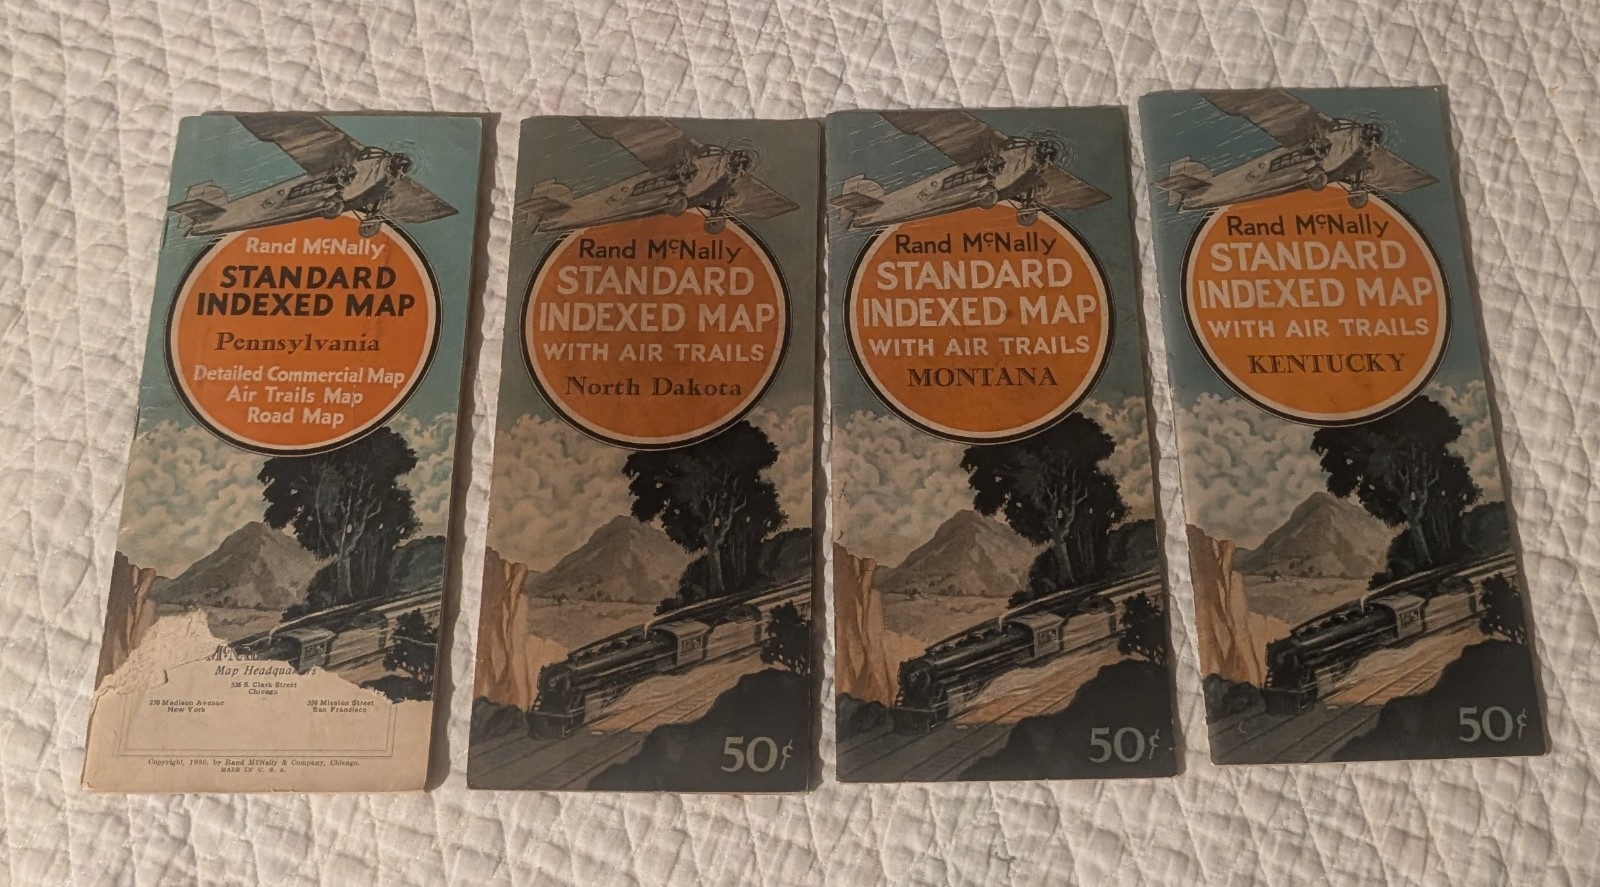 Rand McNally
STANDARD
INDEXED MAP
Pennsylvania
Detailed Commercial Map
Air Trails Map
Road Map
McNal
Map Headquarters
536 S. Clark Street
Chicago
270 Madison Avenue
New York
559 Mission Street
San Francisco
Copyright, 1930, by Rand McNally & Company, Chicago.
MADE IN U. S. A.
Rand McNally
STANDARD
INDEXED MAP
WITH AIR TRAILS
North Dakota
50¢
Rand McNally
STANDARD
INDEXED MAP
WITH AIR TRAILS
MONTANA
50¢
Rand McNally
STANDARD
INDEXED MAP
WITH AIR TRAILS
KENTUCKY
50¢